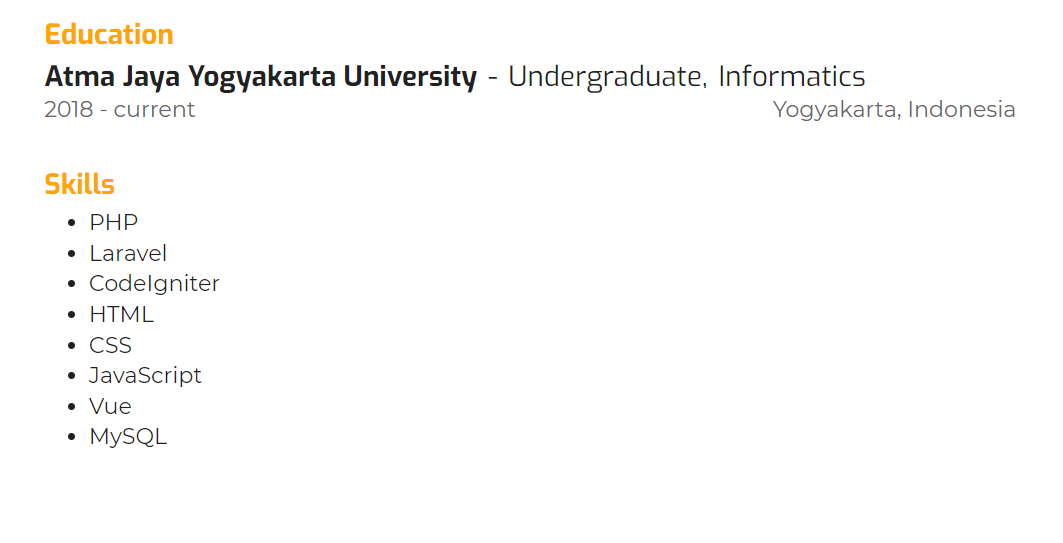 Education
Atma Jaya Yogyakarta University - Undergraduate, Informatics
2018 - current Yogyakarta, Indonesia
Skills
• PHP
• Laravel
• CodeIgniter
• HTML
• CSS
• JavaScript
• Vue
• MySQL